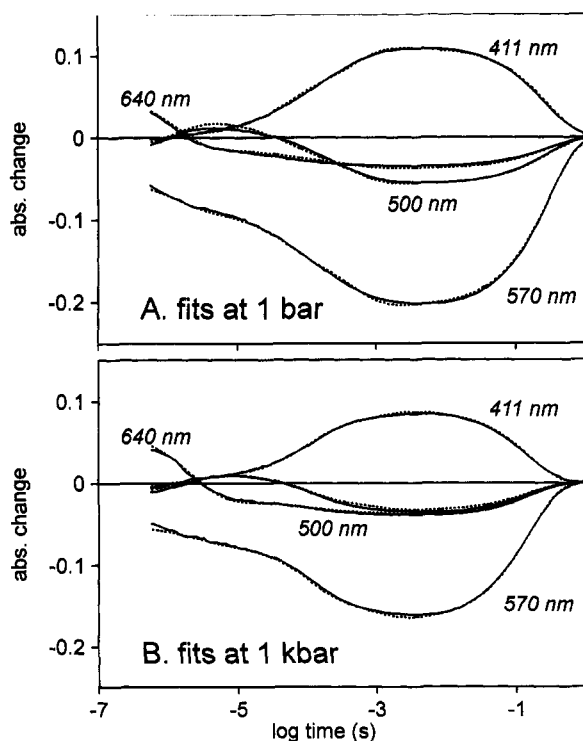 0.1
411 nm
640 nm
0
abs. change
-0.1
500 nm
-0.2
570 nm
A. fits at 1 bar
0.1
411 nm
640 nm
0
abs. change
500 nm
-0.1
570 nm
-0.2
B. fits at 1 kbar
-7
-5
-3
-1
log time (s)